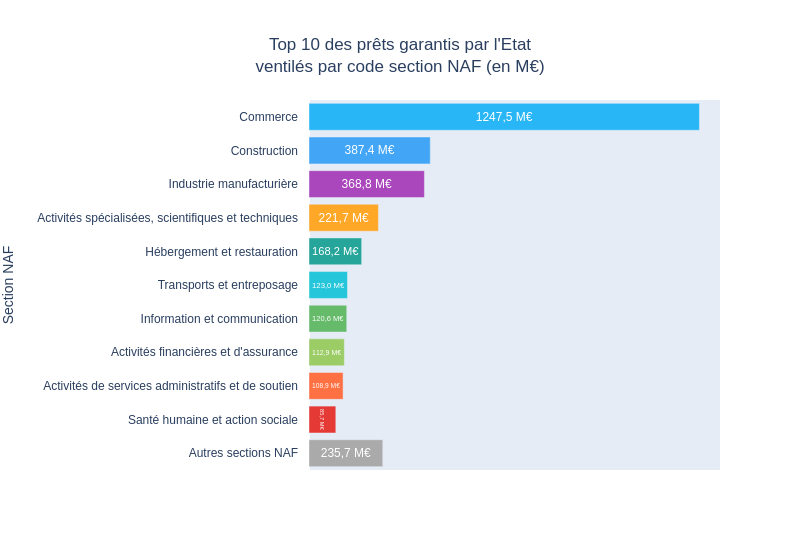 Top 10 des prêts garantis par l'Etat
ventilés par code section NAF (en M€)
Section NAF
Commerce 1247,5 M€
Construction 387,4 M€
Industrie manufacturière 368,8 M€
Activités spécialisées, scientifiques et techniques 221,7 M€
Hébergement et restauration 168,2 M€
Transports et entreposage 123,0 M€
Information et communication 120,6 M€
Activités financières et d'assurance 112,9 M€
Activités de services administratifs et de soutien 108,9 M€
Santé humaine et action sociale
Autres sections NAF 235,7 M€